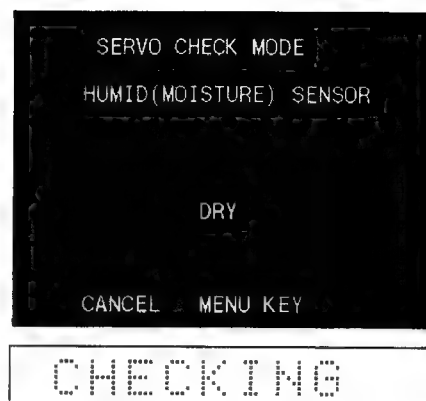 SERVO CHECK MODE
HUMID(MOISTURE) SENSOR
DRY
CANCEL : MENU KEY
CHECKING